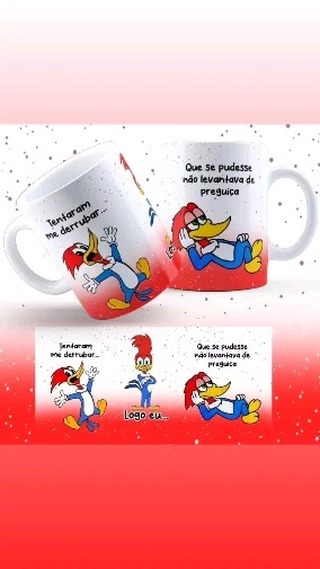 Tentaram
me derrubar...
Que se pudesse
não levantava de
preguiça
Tentaram
me derrubar...
Logo eu...
Que se pudesse
não levantava de
preguiça